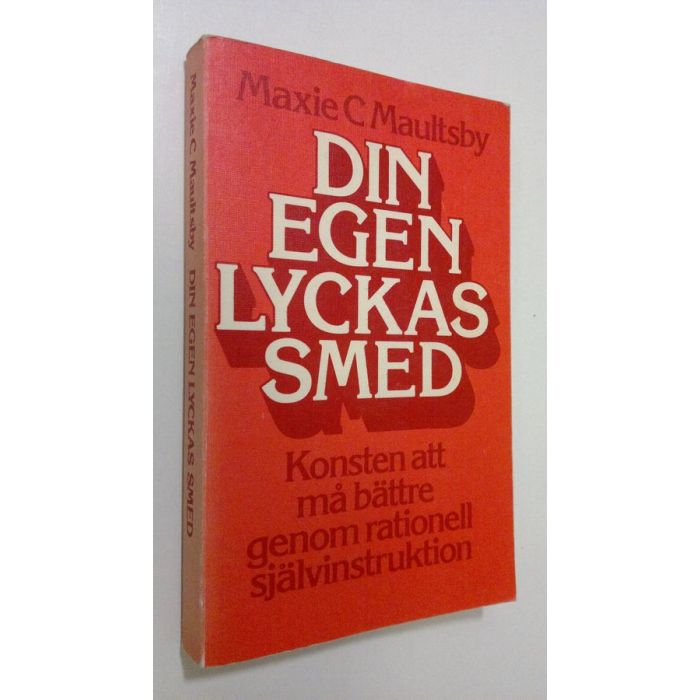 Maxie C Maultsby
DIN
EGEN
LYCKAS
SMED
Konsten att
må bättre
genom rationell
självinstruktion
Maxie C Maultsby DIN EGEN LYCKAS SMED